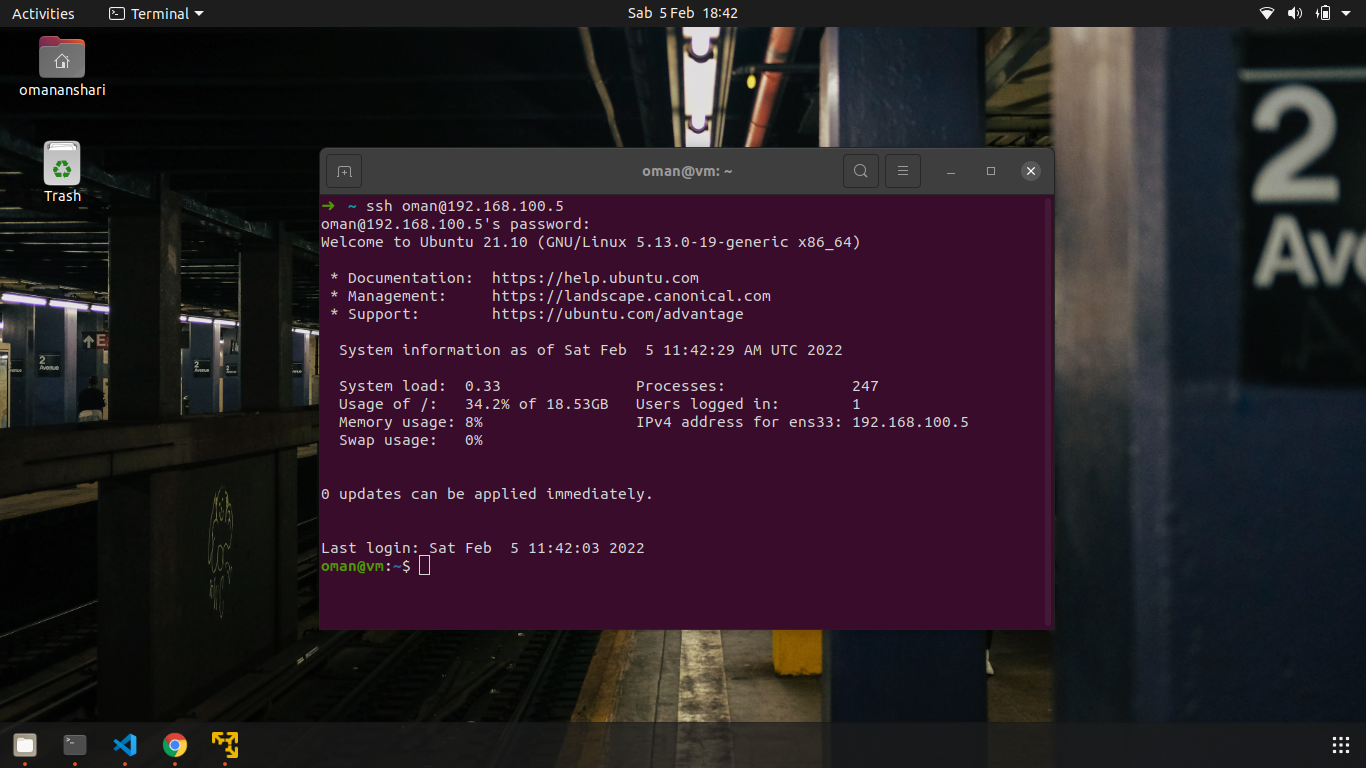 Activities Terminal Sab 5 Feb 18:42
omananshari
Trash
oman@vm: ~
➜ ~ ssh oman@192.168.100.5
oman@192.168.100.5's password:
Welcome to Ubuntu 21.10 (GNU/Linux 5.13.0-19-generic x86_64)
* Documentation: https://help.ubuntu.com
* Management: https://landscape.canonical.com
* Support: https://ubuntu.com/advantage
System information as of Sat Feb 5 11:42:29 AM UTC 2022
System load: 0.33 Processes: 247
Usage of /: 34.2% of 18.53GB Users logged in: 1
Memory usage: 8% IPv4 address for ens33: 192.168.100.5
Swap usage: 0%
0 updates can be applied immediately.
Last login: Sat Feb 5 11:42:03 2022
oman@vm:~$
2
Ave
E
2
Avenue
2